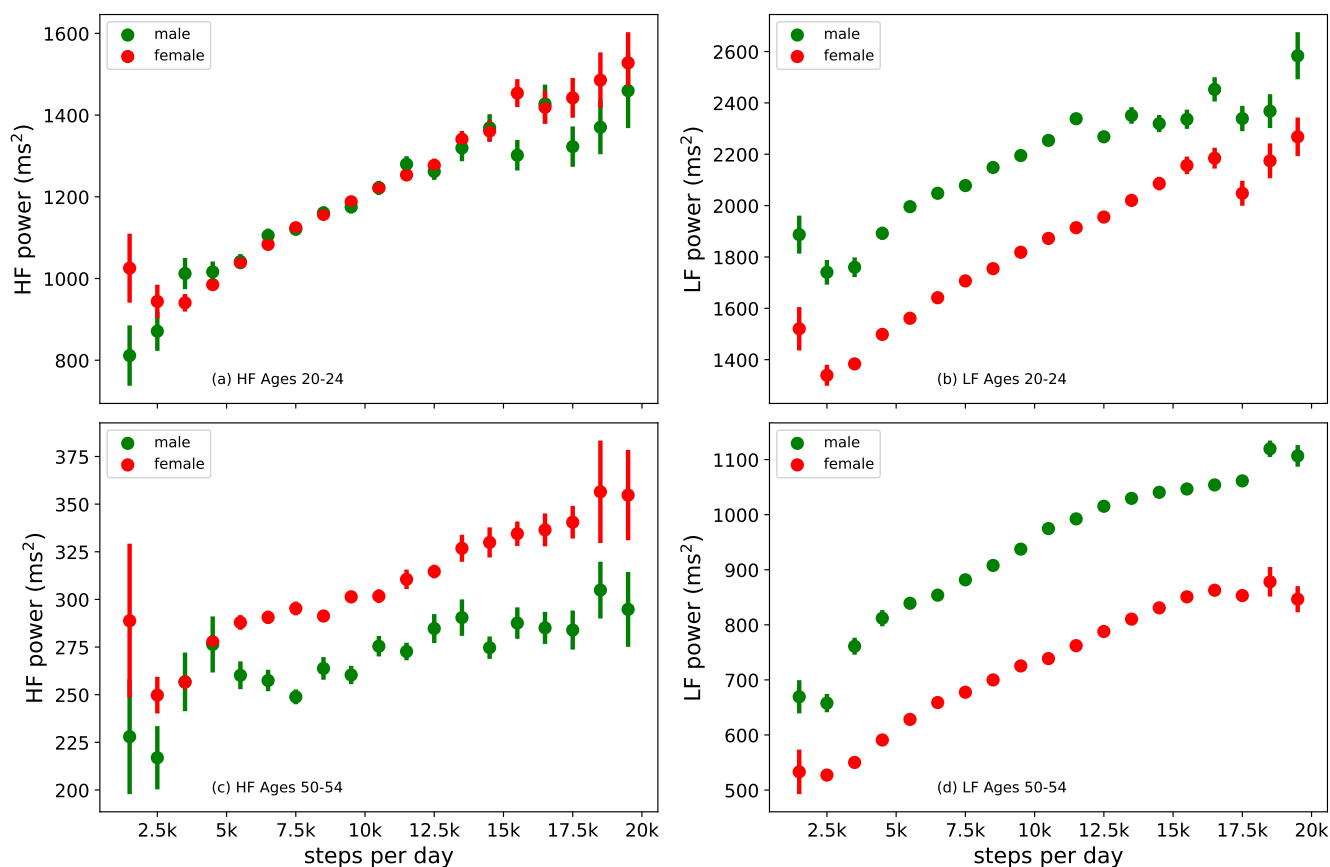 1600
1400
1200
1000
800
HF power (ms²)
male
female
(a) HF Ages 20-24
2600
2400
2200
2000
1800
1600
1400
LF power (ms²)
male
female
(b) LF Ages 20-24
375
350
325
300
275
250
225
200
HF power (ms²)
male
female
(c) HF Ages 50-54
2.5k 5k 7.5k 10k 12.5k 15k 17.5k 20k
steps per day
1100
1000
900
800
700
600
500
LF power (ms²)
male
female
(d) LF Ages 50-54
2.5k 5k 7.5k 10k 12.5k 15k 17.5k 20k
steps per day